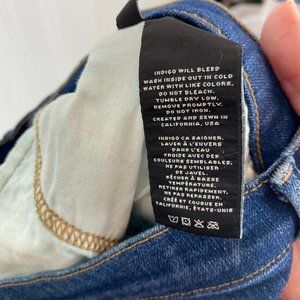 INDIGO WILL BLEED
WASH INSIDE OUT IN COLD
WATER WITH LIKE COLORS,
DO NOT BLEACH.
TUMBLE DRY LOW.
REMOVE PROMPTLY.
DO NOT IRON.
CREATED AND SEWN IN
CALIFORNIA, USA
INDIGO CA SAIGNER,
LAVER À L'ENVERS
DANS L'EAU
FROIDE AVEC DES
COULEURS SEMBLABLES,
NE PAS UTILISER
DE JAVEL.
SÉCHER À BASSE
TEMPÉRATURE.
RETIRER RAPIDEMENT.
NE PAS REPASSER.
CRÉÉ ET COUSU EN
CALIFORNIE, ÉTATS-UNIS